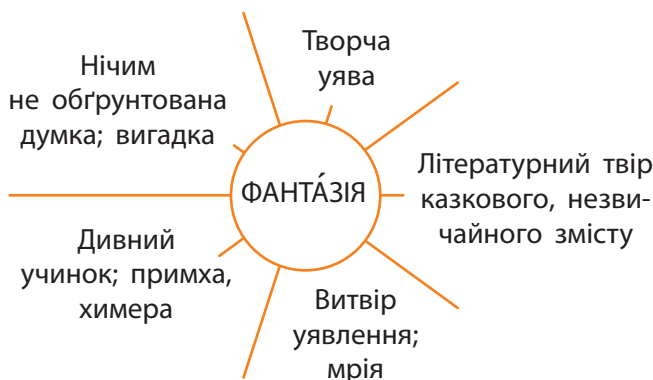 Творча
уява
Нічим
не обґрунтована
думка; вигадка
ФАНТА́ЗІЯ
Літературний твір
казкового, незви-
чайного змісту
Дивний
учинок; примха,
химера
Витвір
уявлення;
мрія